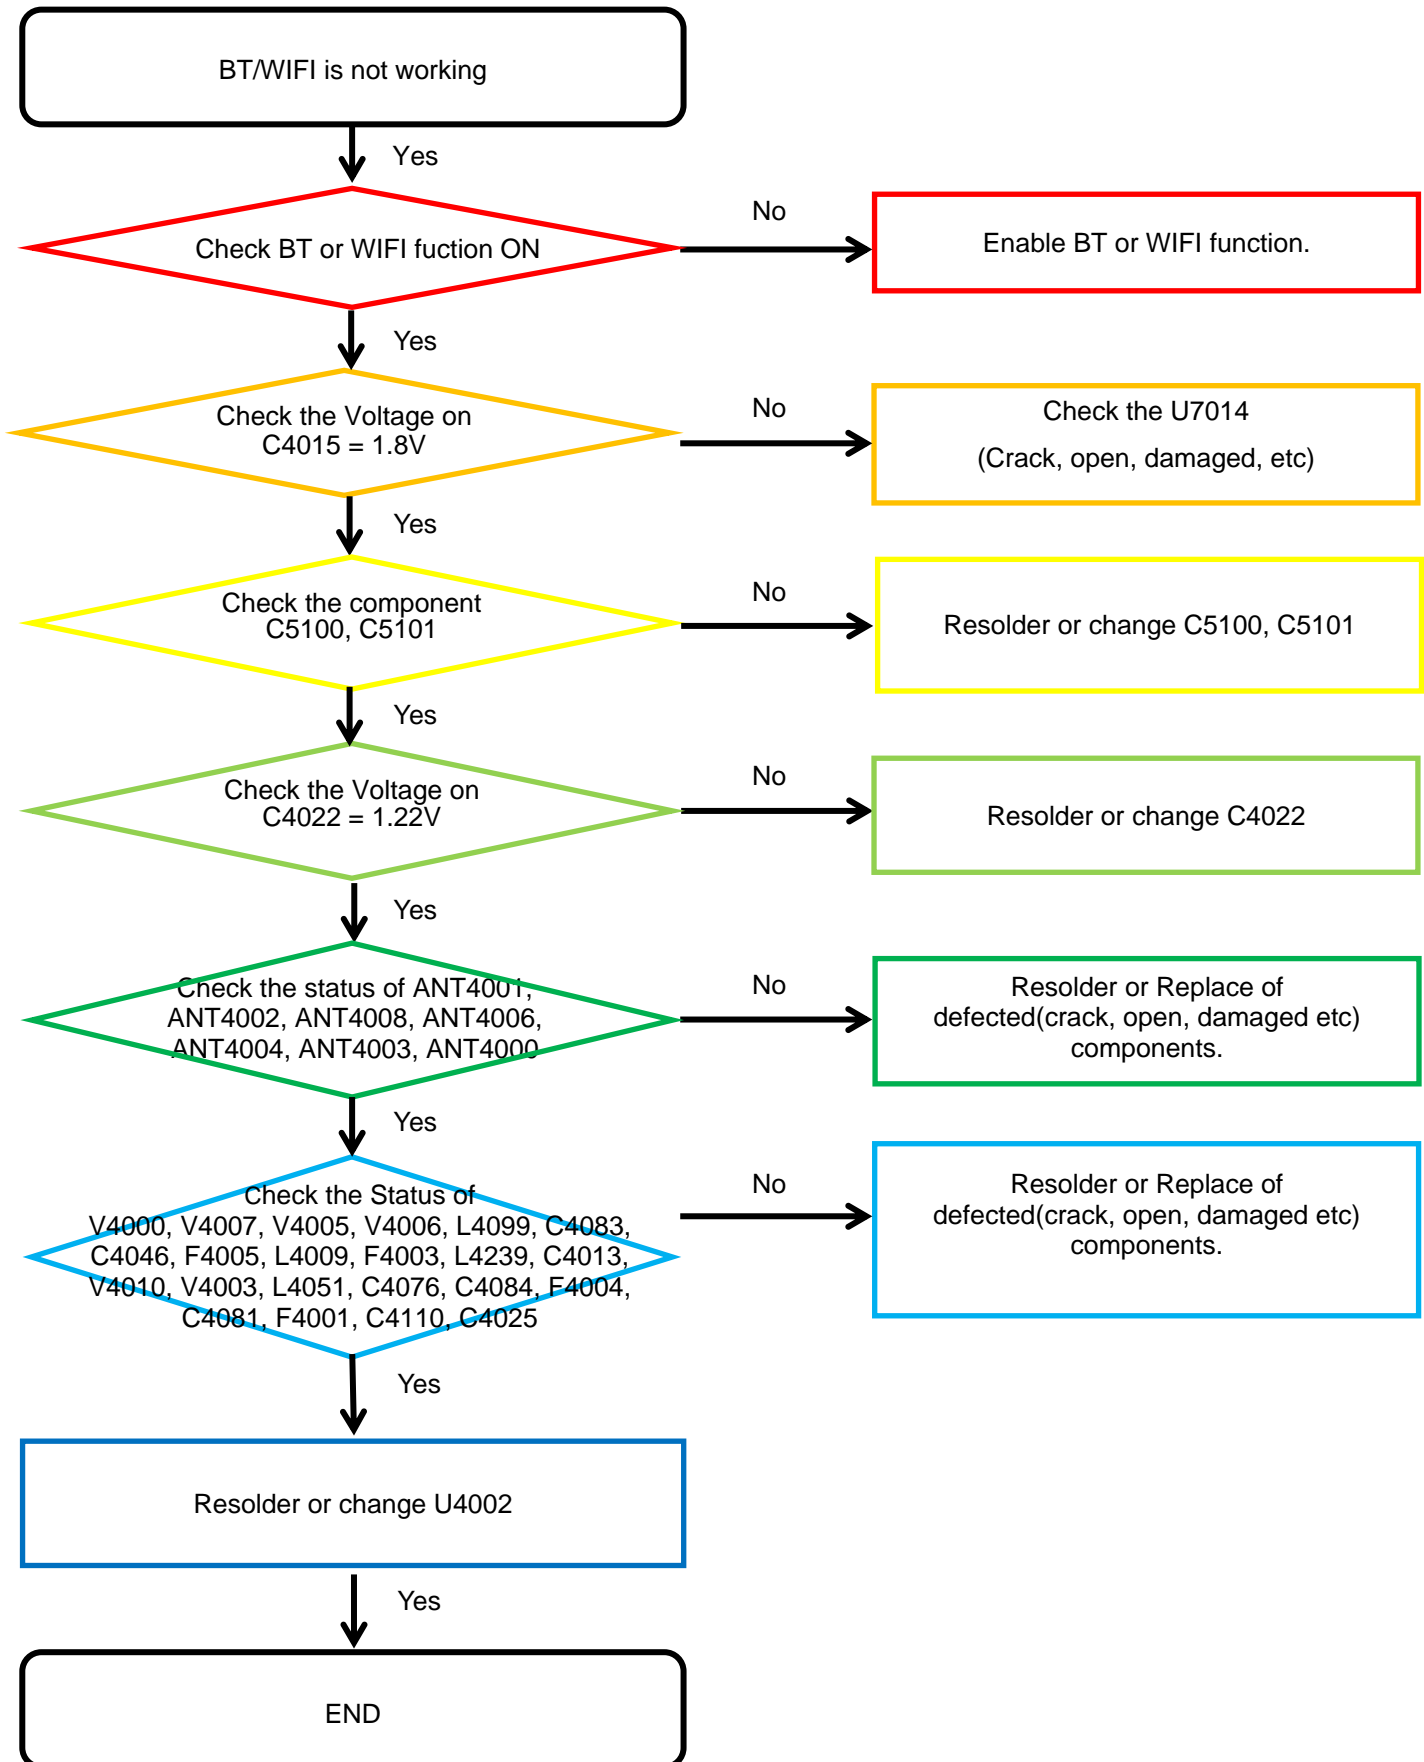 BT/WIFI is not working
Yes
Check BT or WIFI fuction ON
No
Enable BT or WIFI function.
Yes
Check the Voltage on
C4015 = 1.8V
No
Check the U7014
(Crack, open, damaged, etc)
Yes
Check the component
C5100, C5101
No
Resolder or change C5100, C5101
Yes
Check the Voltage on
C4022 = 1.22V
No
Resolder or change C4022
Yes
Check the status of ANT4001,
ANT4002, ANT4008, ANT4006,
ANT4004, ANT4003, ANT4000
No
Resolder or Replace of
defected(crack, open, damaged etc)
components.
Yes
Check the Status of
V4000, V4007, V4005, V4006, L4099, C4083,
C4046, F4005, L4009, F4003, L4239, C4013,
V4010, V4003, L4051, C4076, C4084, F4004,
C4081, F4001, C4110, C4025
No
Resolder or Replace of
defected(crack, open, damaged etc)
components.
Yes
Resolder or change U4002
Yes
END